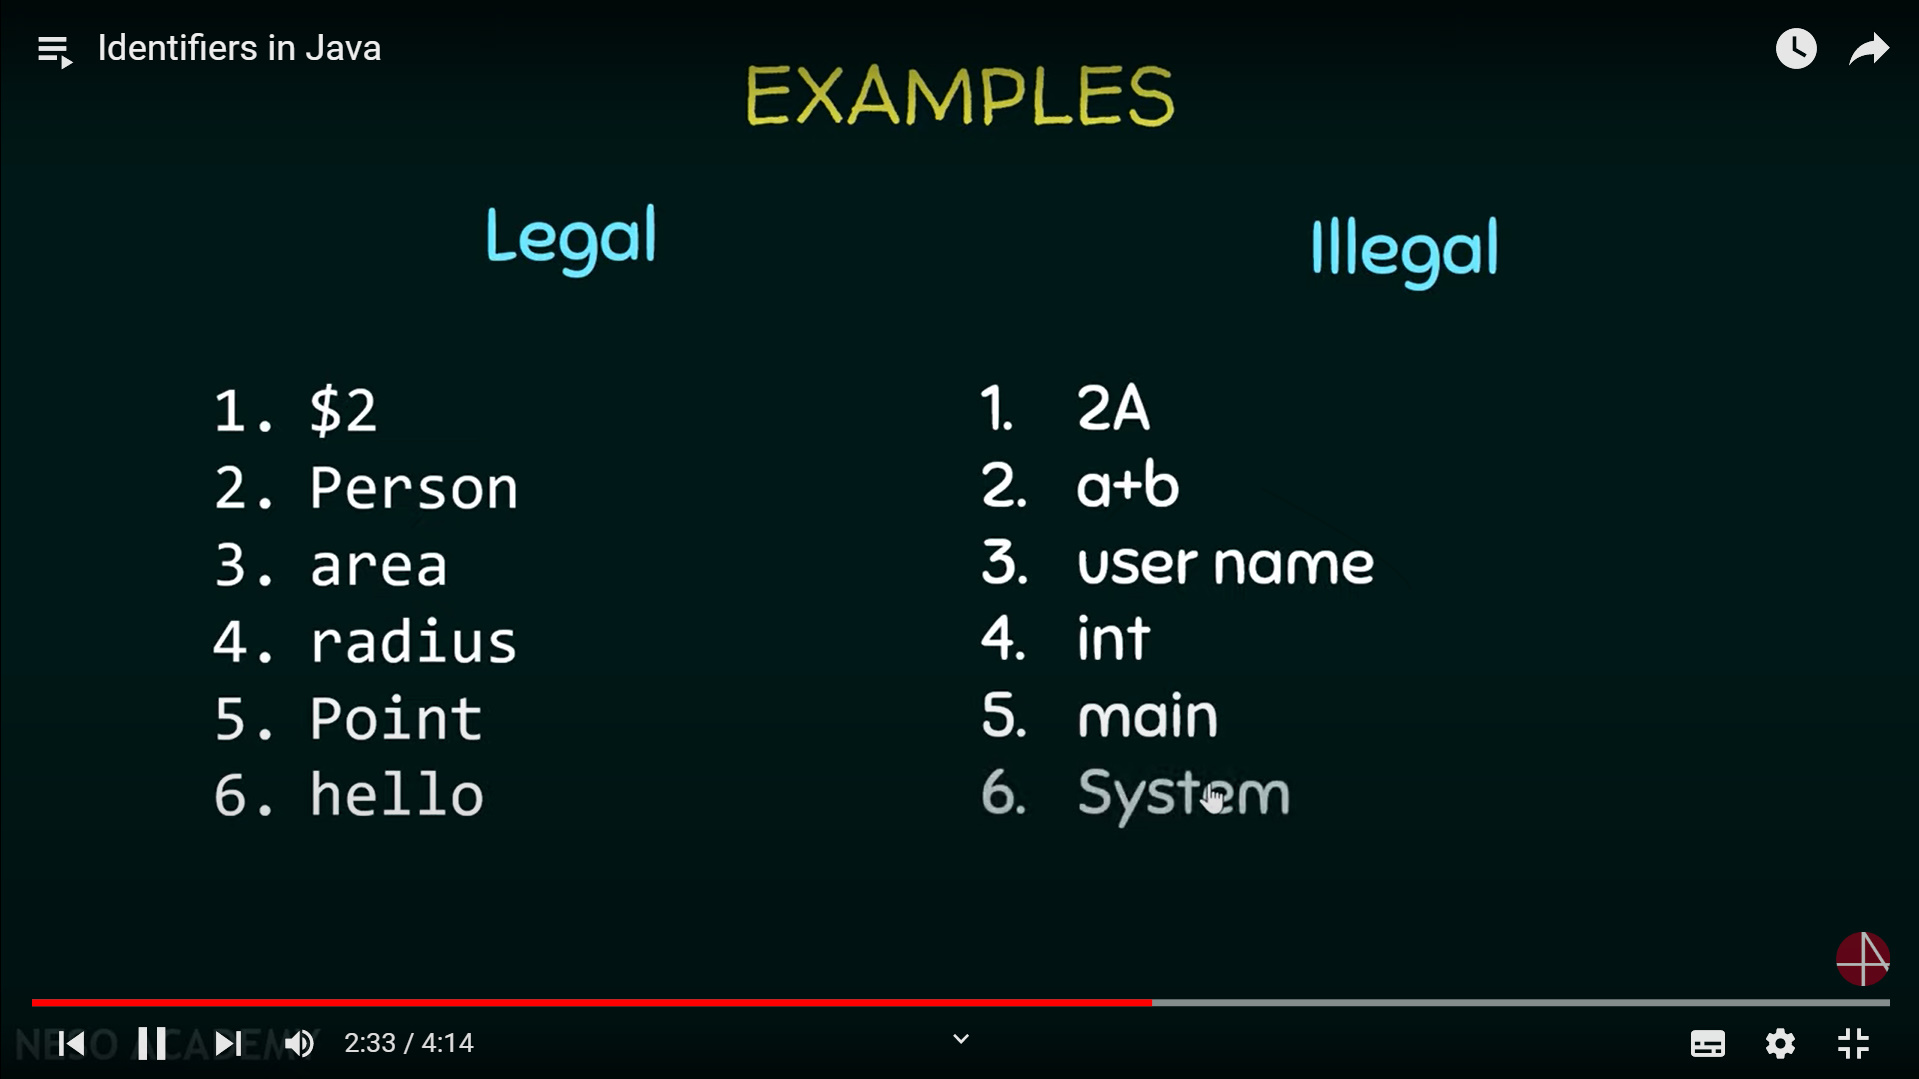 Identifiers in Java
EXAMPLES
Legal
1. $2
2. Person
3. area
4. radius
5. Point
6. hello
Illegal
1. 2A
2. a+b
3. user name
4. int
5. main
6. System
NESO ACADEMY
2:33 / 4:14